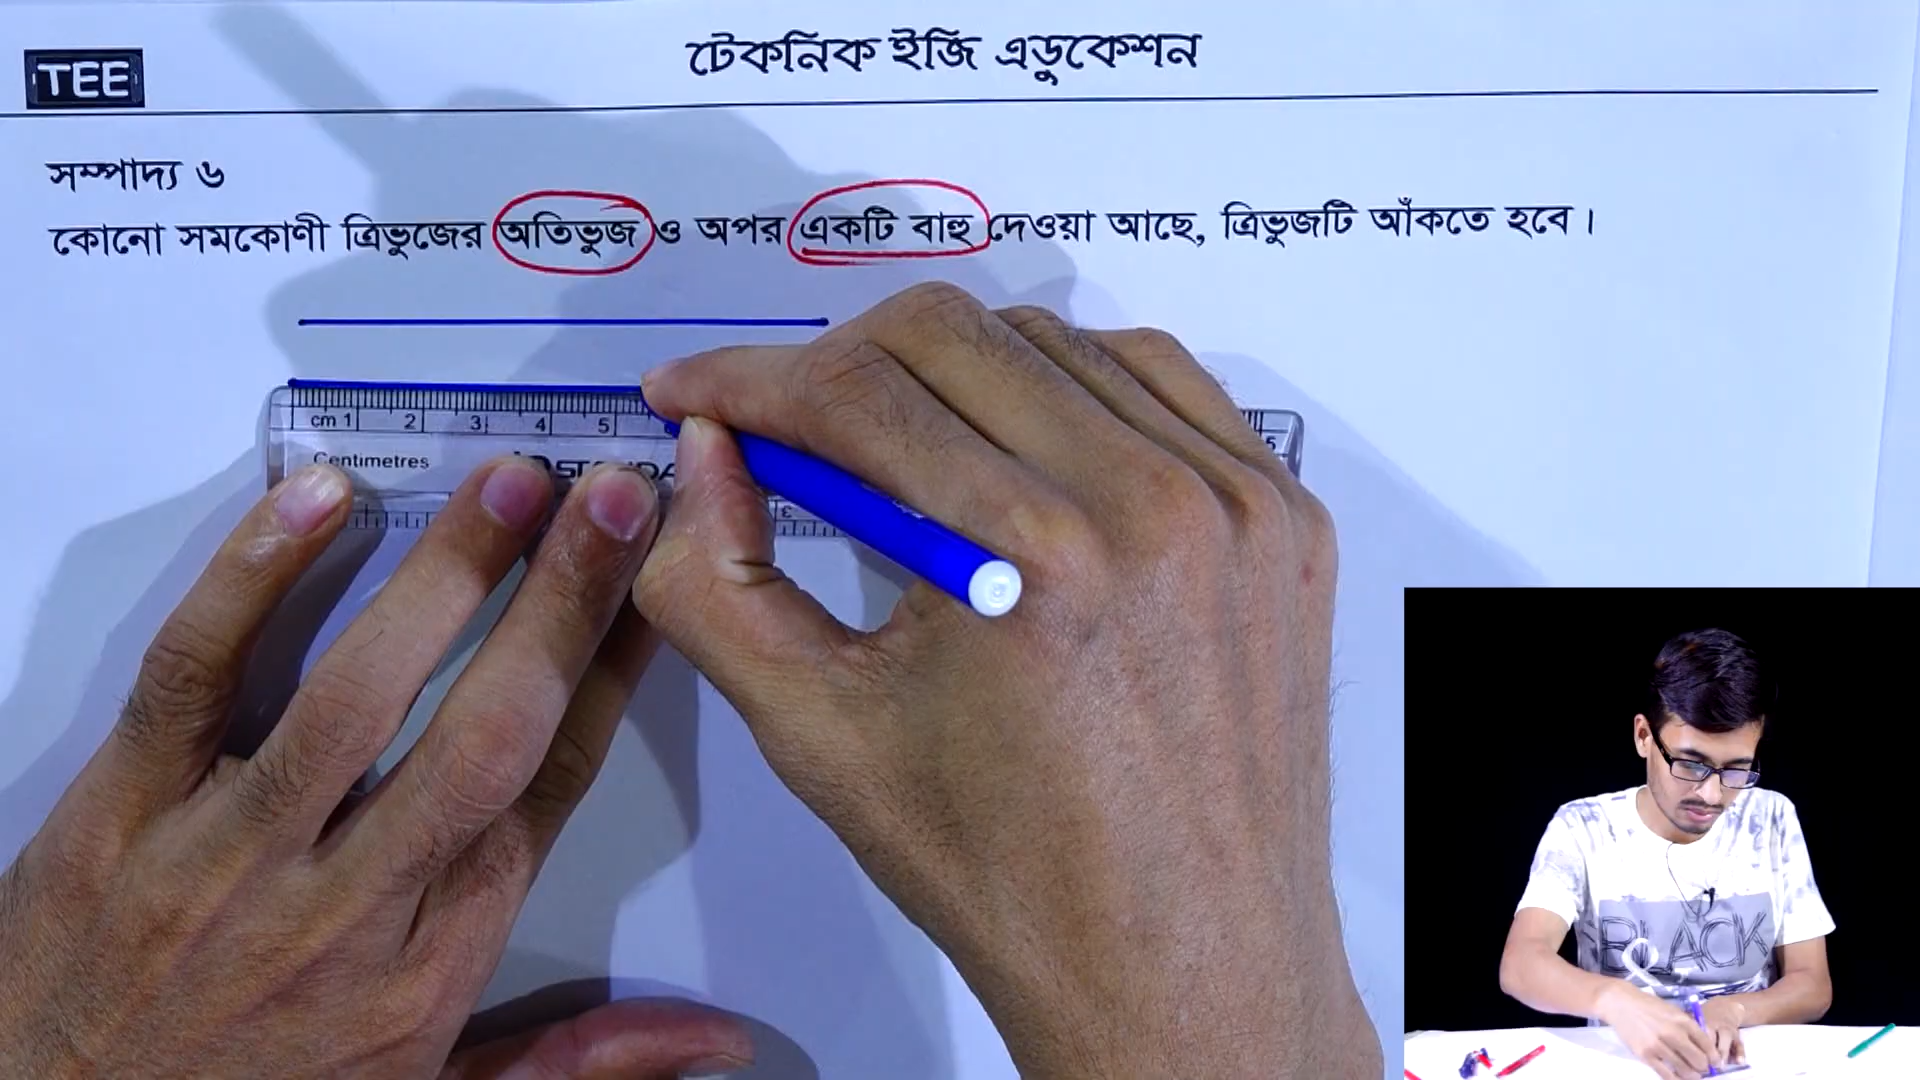 টেকনিক ইজি এডুকেশন
TEE
সম্পাদ্য ৬
কোনো সমকোণী ত্রিভুজের অতিভুজ ও অপর একটি বাহু দেওয়া আছে, ত্রিভুজটি আঁকতে হবে।
cm 1 2 3 4 5
Centimetres
BLACK